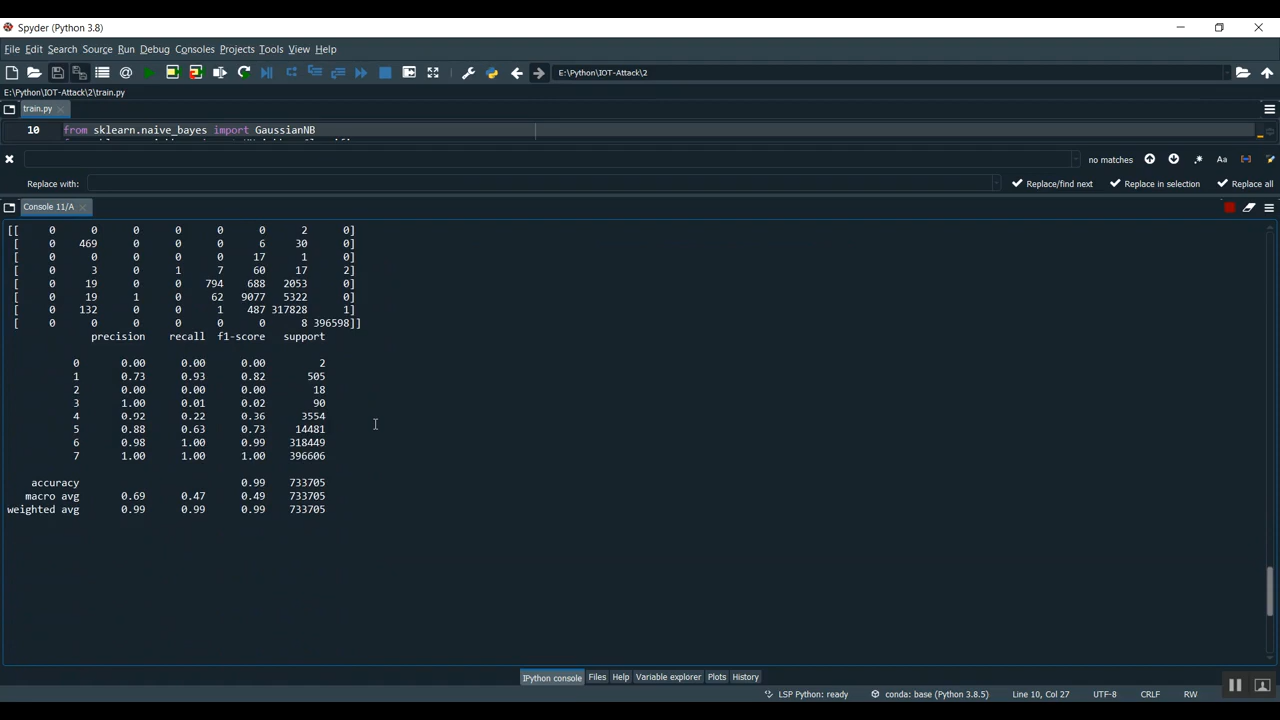 Spyder (Python 3.8)
File Edit Search Source Run Debug Consoles Projects Tools View Help
E:\Python\IOT-Attack\2
E:\Python\IOT-Attack\2\train.py
train.py
10 from sklearn.naive_bayes import GaussianNB
no matches Aa
Replace with: Replace/find next Replace in selection Replace all
Console 11/A
[[ 0 0 0 0 0 0 2 0]
[ 0 469 0 0 0 6 30 0]
[ 0 0 0 0 0 17 1 0]
[ 0 3 0 1 7 60 17 2]
[ 0 19 0 0 794 688 2053 0]
[ 0 19 1 0 62 9077 5322 0]
[ 0 132 0 0 1 487 317828 1]
[ 0 0 0 0 0 0 8 396598]]
precision recall f1-score support
0 0.00 0.00 0.00 2
1 0.73 0.93 0.82 505
2 0.00 0.00 0.00 18
3 1.00 0.01 0.02 90
4 0.92 0.22 0.36 3554
5 0.88 0.63 0.73 14481
6 0.98 1.00 0.99 318449
7 1.00 1.00 1.00 396606
accuracy 0.99 733705
macro avg 0.69 0.47 0.49 733705
weighted avg 0.99 0.99 0.99 733705
IPython console Files Help Variable explorer Plots History
LSP Python: ready conda: base (Python 3.8.5) Line 10, Col 27 UTF-8 CRLF RW